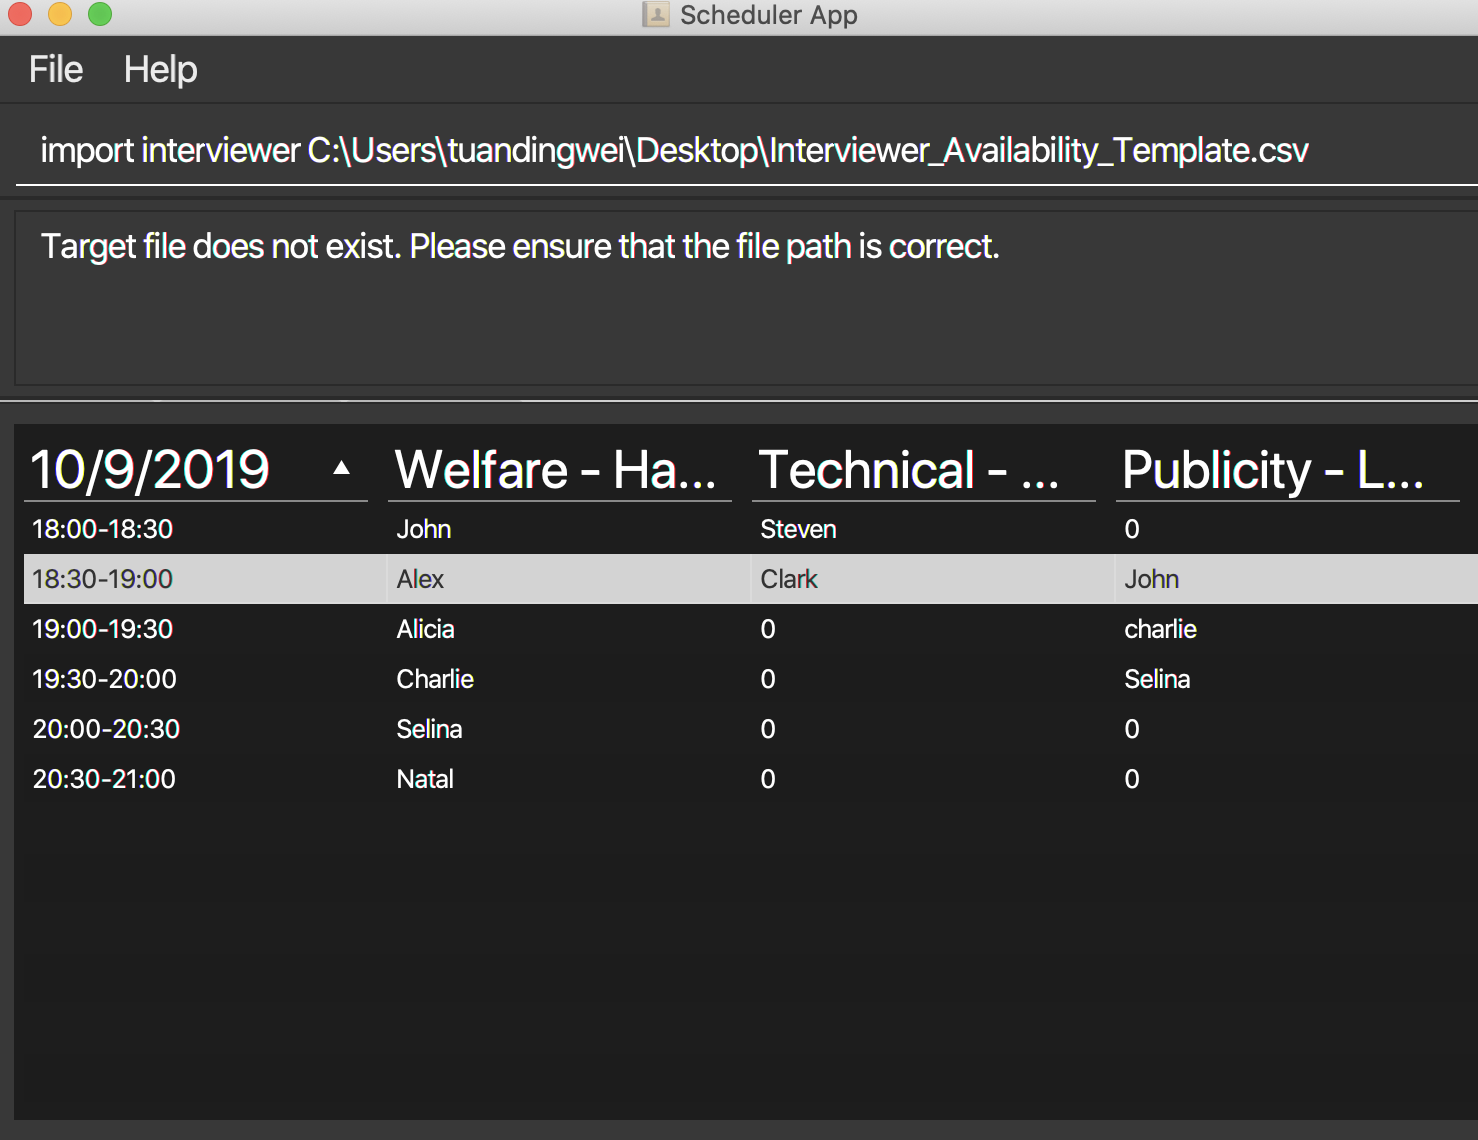 Scheduler App
File Help
import interviewer C:\Users\tuandingwei\Desktop\Interviewer_Availability_Template.csv
Target file does not exist. Please ensure that the file path is correct.
10/9/2019 ▲ Welfare - Ha... Technical - ... Publicity - L...
18:00-18:30 John Steven 0
18:30-19:00 Alex Clark John
19:00-19:30 Alicia 0 charlie
19:30-20:00 Charlie 0 Selina
20:00-20:30 Selina 0 0
20:30-21:00 Natal 0 0